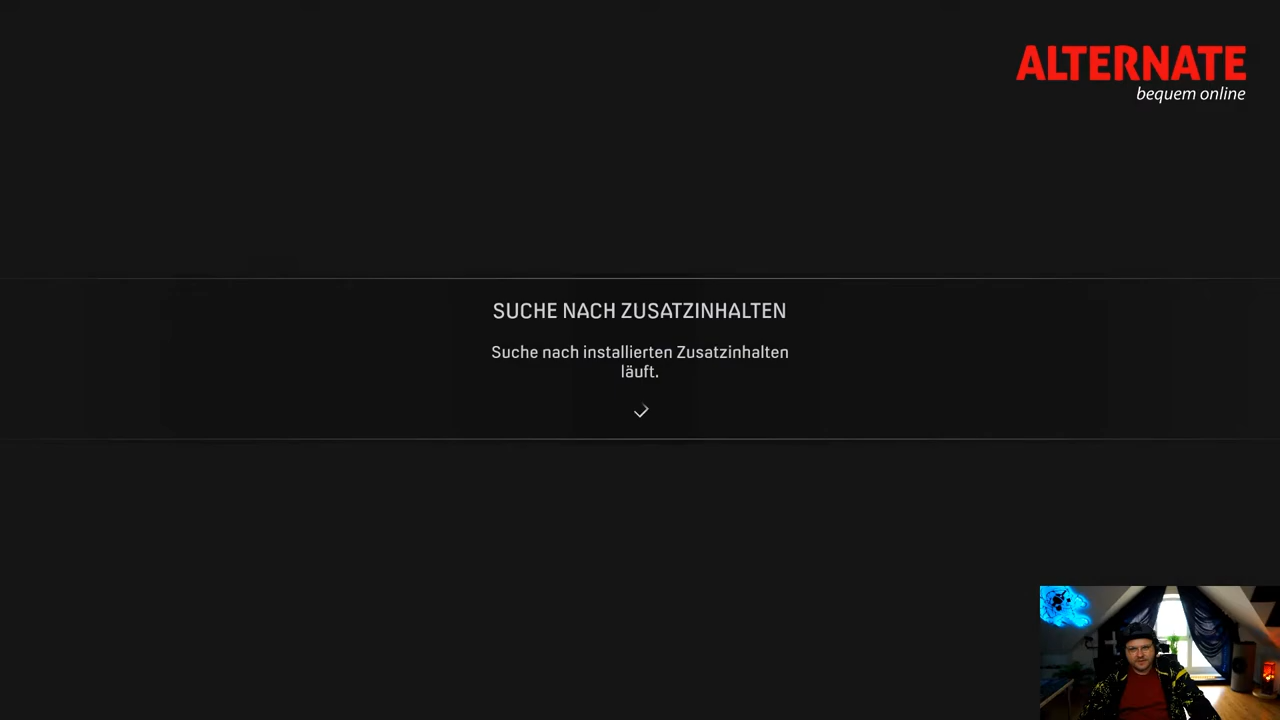 ALTERNATE
bequem online
SUCHE NACH ZUSATZINHALTEN
Suche nach installierten Zusatzinhalten
läuft.